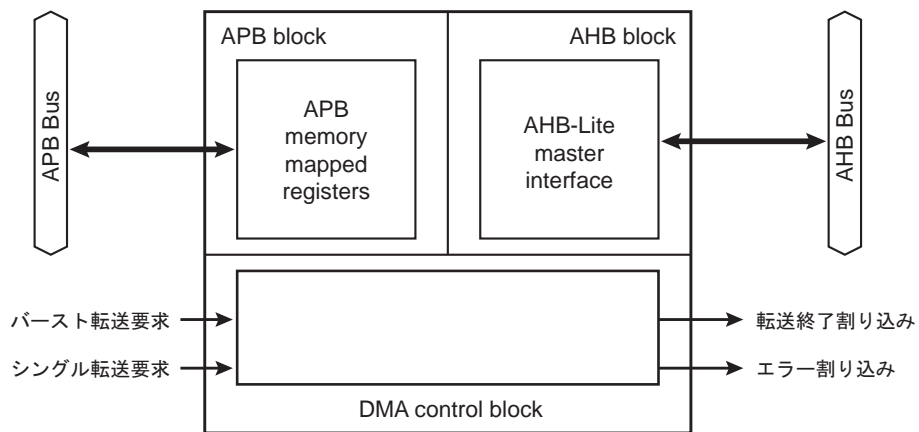 APB block
AHB block
APB Bus
APB
memory
mapped
registers
AHB-Lite
master
interface
AHB Bus
バースト転送要求
シングル転送要求
転送終了割り込み
エラー割り込み
DMA control block